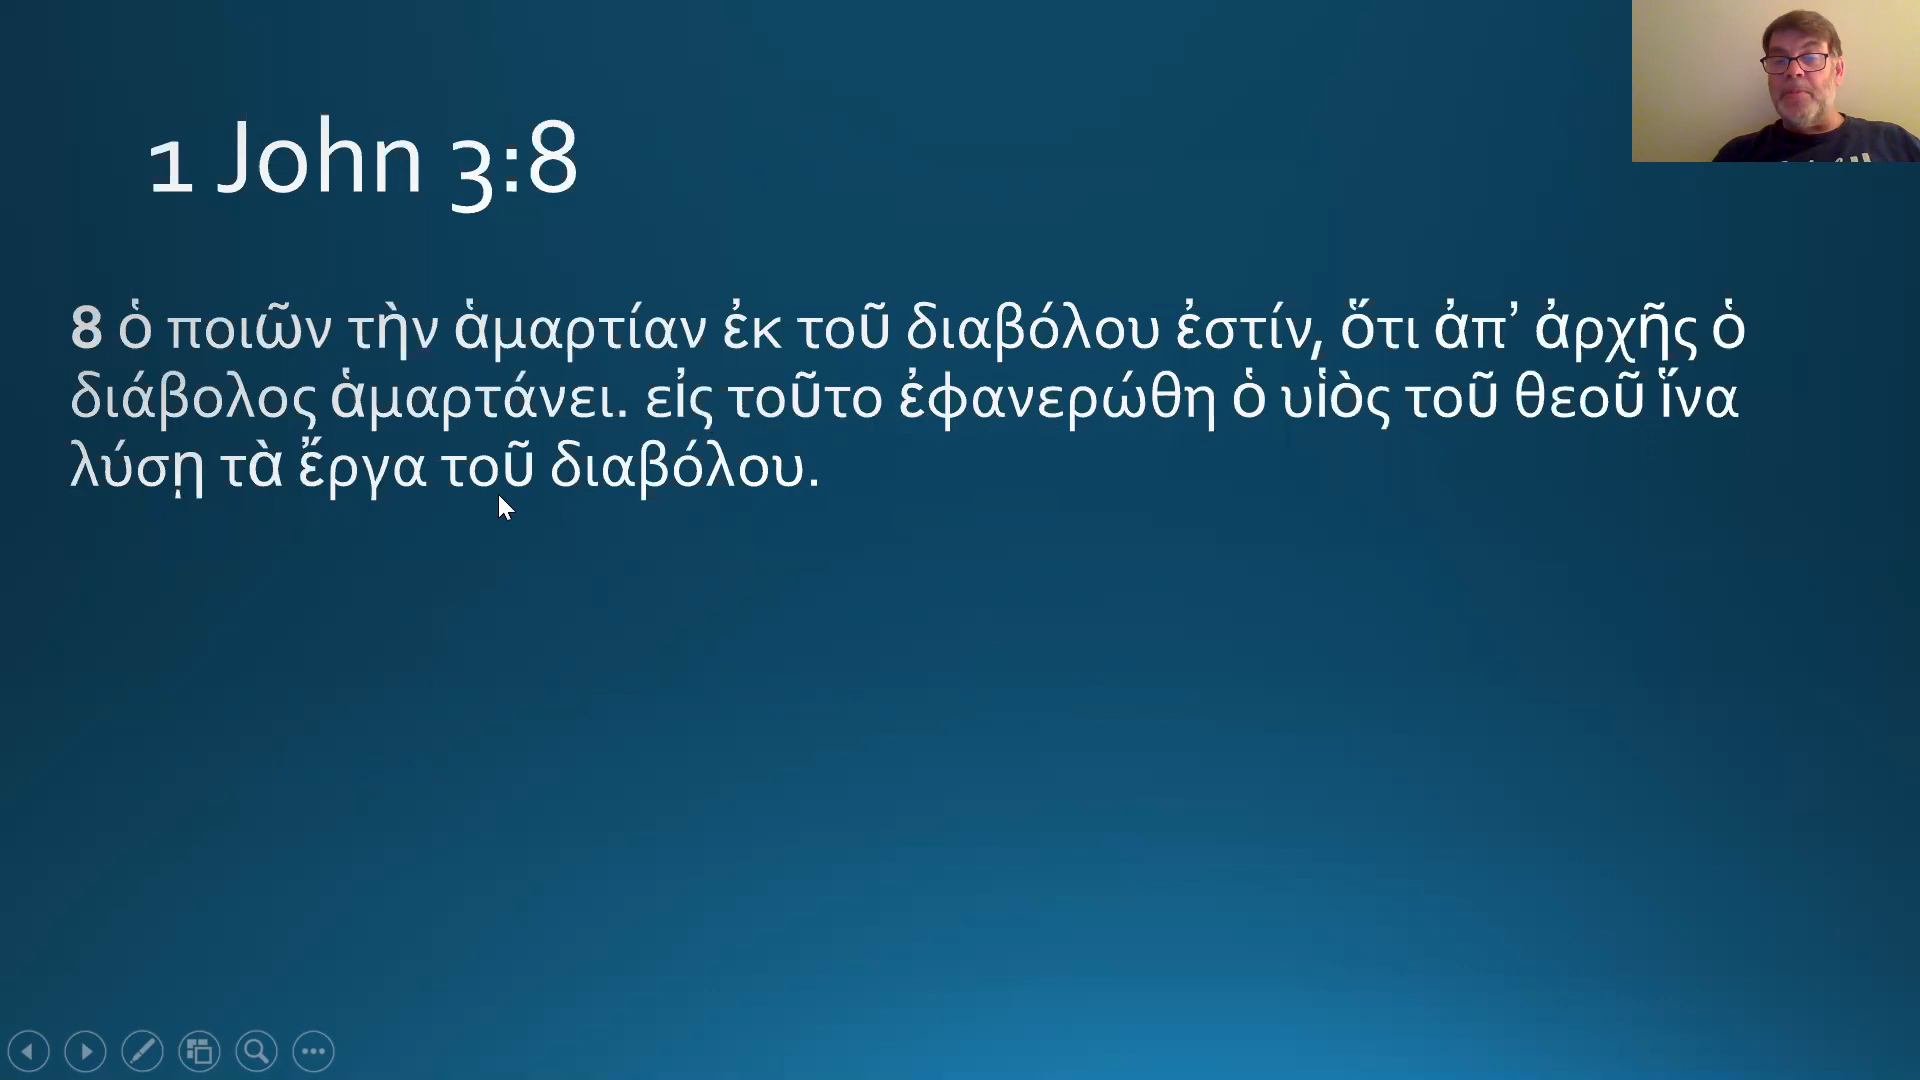 1 John 3:8
8 ὁ ποιῶν τὴν ἁμαρτίαν ἐκ τοῦ διαβόλου ἐστίν, ὅτι ἀπ’ ἀρχῆς ὁ
διάβολος ἁμαρτάνει. εἰς τοῦτο ἐφανερώθη ὁ υἱὸς τοῦ θεοῦ ἵνα
λύσῃ τὰ ἔργα τοῦ διαβόλου.